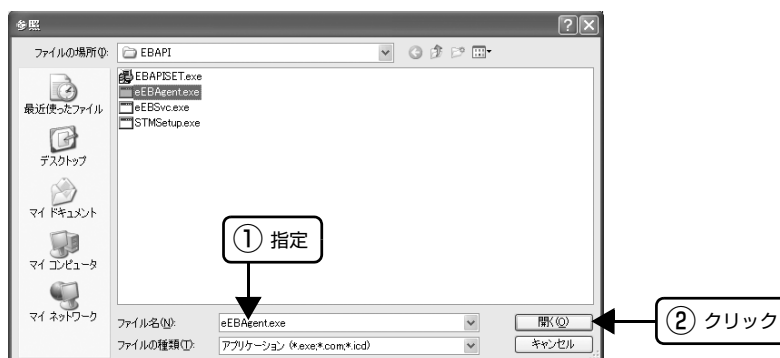 参照
ファイルの場所(I):
EBAPI
EBAPISET.exe
eEBAgent.exe
eEBSvc.exe
STMSetup.exe
最近使ったファイル
デスクトップ
マイ ドキュメント
マイ コンピュータ
マイ ネットワーク
① 指定
ファイル名(N):
eEBAgent.exe
開く(O)
② クリック
ファイルの種類(T):
アプリケーション (*.exe;*.com;*.icd)
キャンセル